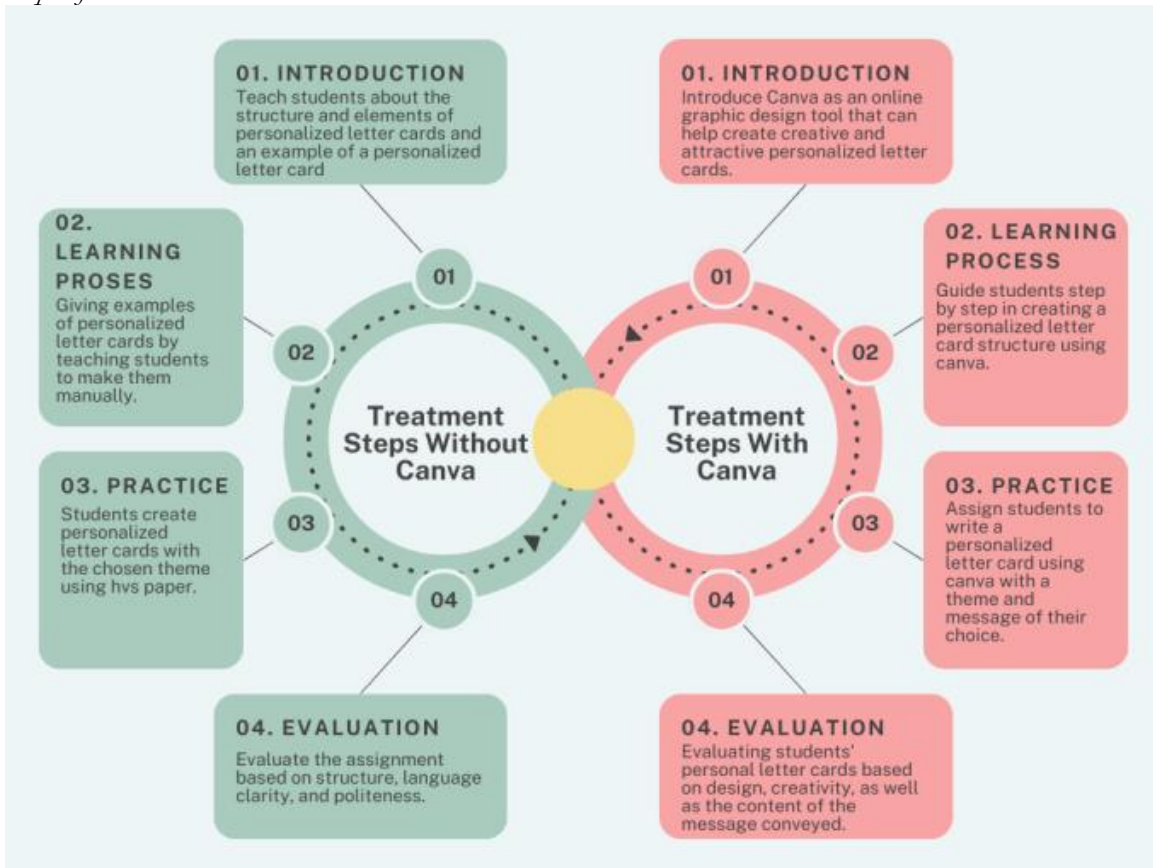 01. INTRODUCTION
Teach students about the
structure and elements of
personalized letter cards and
an example of a personalized
letter card
02.
LEARNING
PROSES
Giving examples
of personalized
letter cards by
teaching students
to make them
manually.
03. PRACTICE
Students create
personalized
letter cards with
the chosen theme
using hvs paper.
04. EVALUATION
Evaluate the assignment
based on structure, language
clarity, and politeness.
01
02
03
04
Treatment
Steps Without
Canva
01. INTRODUCTION
Introduce Canva as an online
graphic design tool that can
help create creative and
attractive personalized letter
cards.
02. LEARNING
PROCESS
Guide students step
by step in creating a
personalized letter
card structure using
canva.
03. PRACTICE
Assign students to
write a
personalized
letter card using
canva with a
theme and
message of their
choice.
04. EVALUATION
Evaluating students'
personal letter cards based
on design, creativity, as well
as the content of the
message conveyed.
01
02
03
04
Treatment
Steps With
Canva